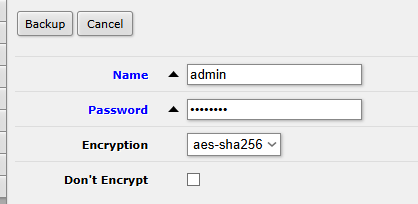 Backup Cancel
Name admin
Password ••••••••
Encryption aes-sha256
Don't Encrypt